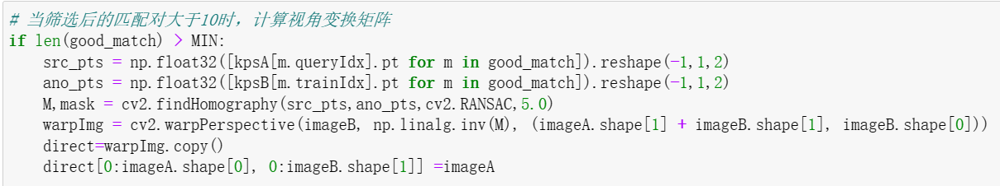 # 当筛选后的匹配对大于10时，计算视角变换矩阵
if len(good_match) > MIN:
    src_pts = np.float32([kpsA[m.queryIdx].pt for m in good_match]).reshape(-1,1,2)
    ano_pts = np.float32([kpsB[m.trainIdx].pt for m in good_match]).reshape(-1,1,2)
    M,mask = cv2.findHomography(src_pts,ano_pts,cv2.RANSAC,5.0)
    warpImg = cv2.warpPerspective(imageB, np.linalg.inv(M), (imageA.shape[1] + imageB.shape[1], imageB.shape[0]))
    direct=warpImg.copy()
    direct[0:imageA.shape[0], 0:imageB.shape[1]] =imageA